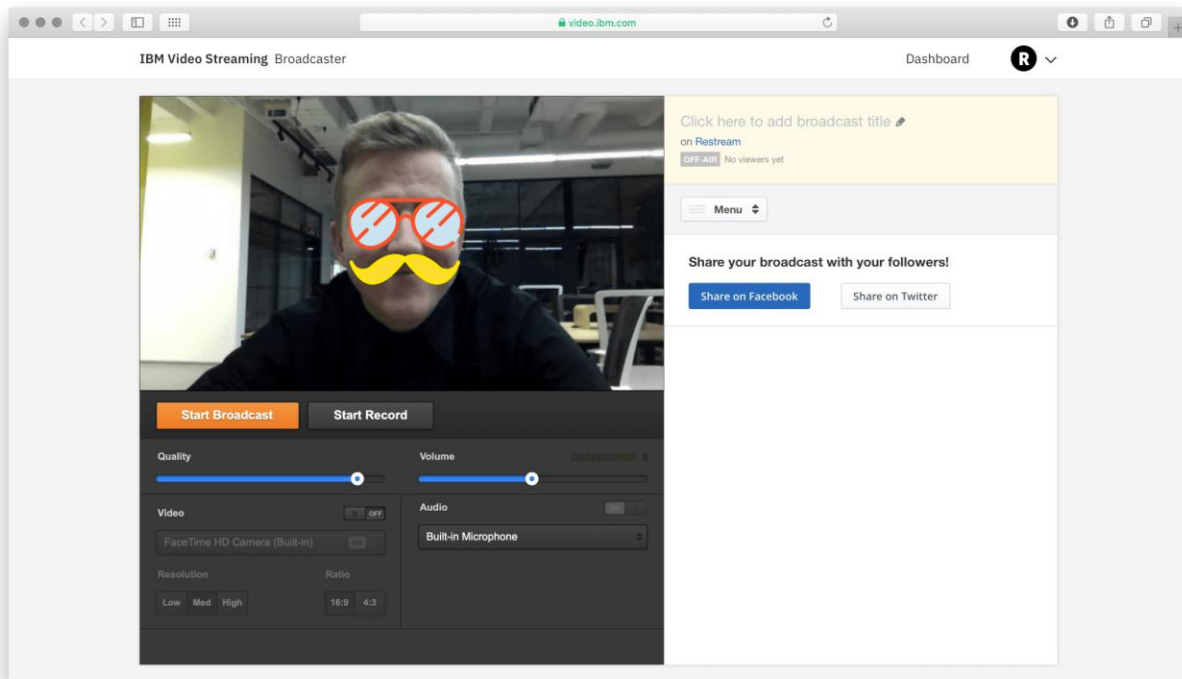 video.ibm.com
IBM Video Streaming Broadcaster
Dashboard
R
Click here to add broadcast title
on Restream
OFF-AIR No viewers yet
Menu
Share your broadcast with your followers!
Share on Facebook
Share on Twitter
Start Broadcast
Start Record
Quality
Volume
Video
OFF
FaceTime HD Camera (Built-in)
Audio
Built-in Microphone
Resolution
Ratio
Low Med High
16:9 4:3